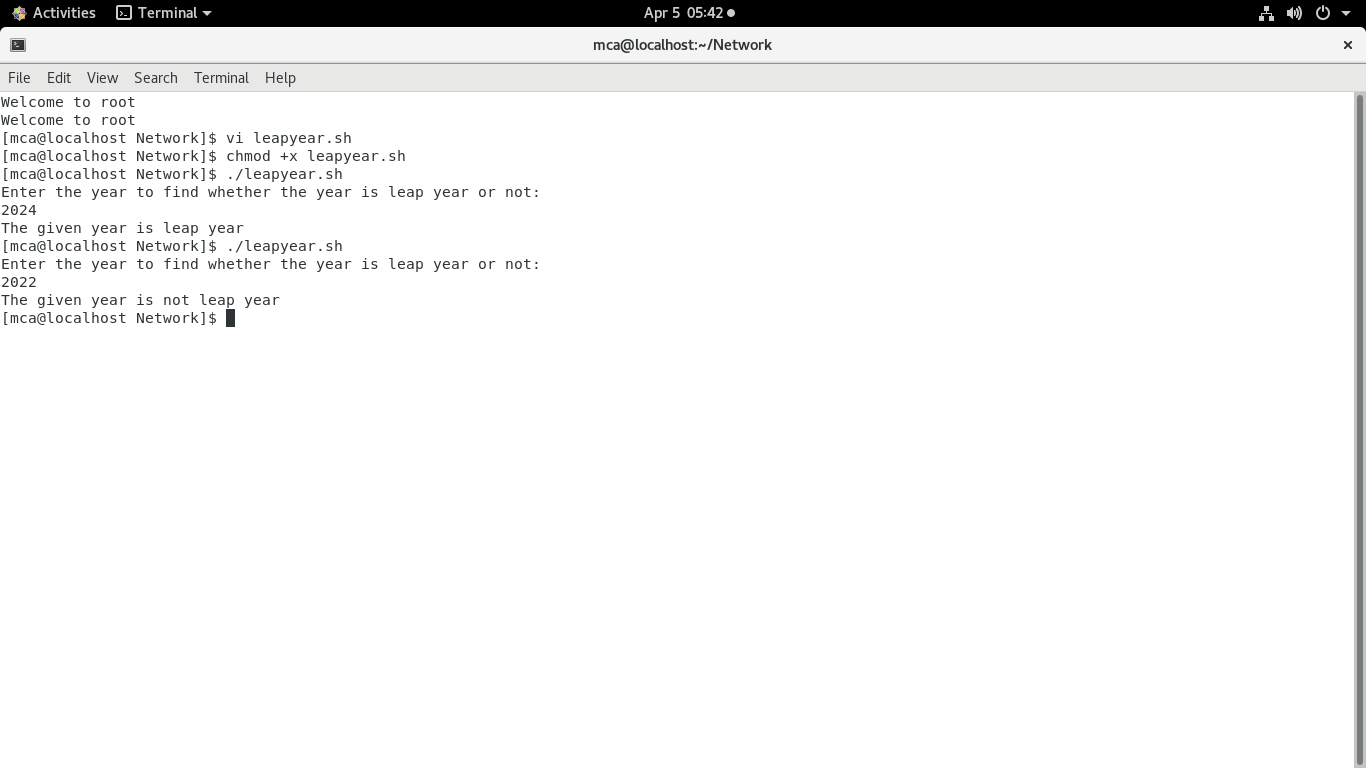 Activities Terminal Apr 5 05:42
mca@localhost:~/Network
File Edit View Search Terminal Help
Welcome to root
Welcome to root
[mca@localhost Network]$ vi leapyear.sh
[mca@localhost Network]$ chmod +x leapyear.sh
[mca@localhost Network]$ ./leapyear.sh
Enter the year to find whether the year is leap year or not:
2024
The given year is leap year
[mca@localhost Network]$ ./leapyear.sh
Enter the year to find whether the year is leap year or not:
2022
The given year is not leap year
[mca@localhost Network]$